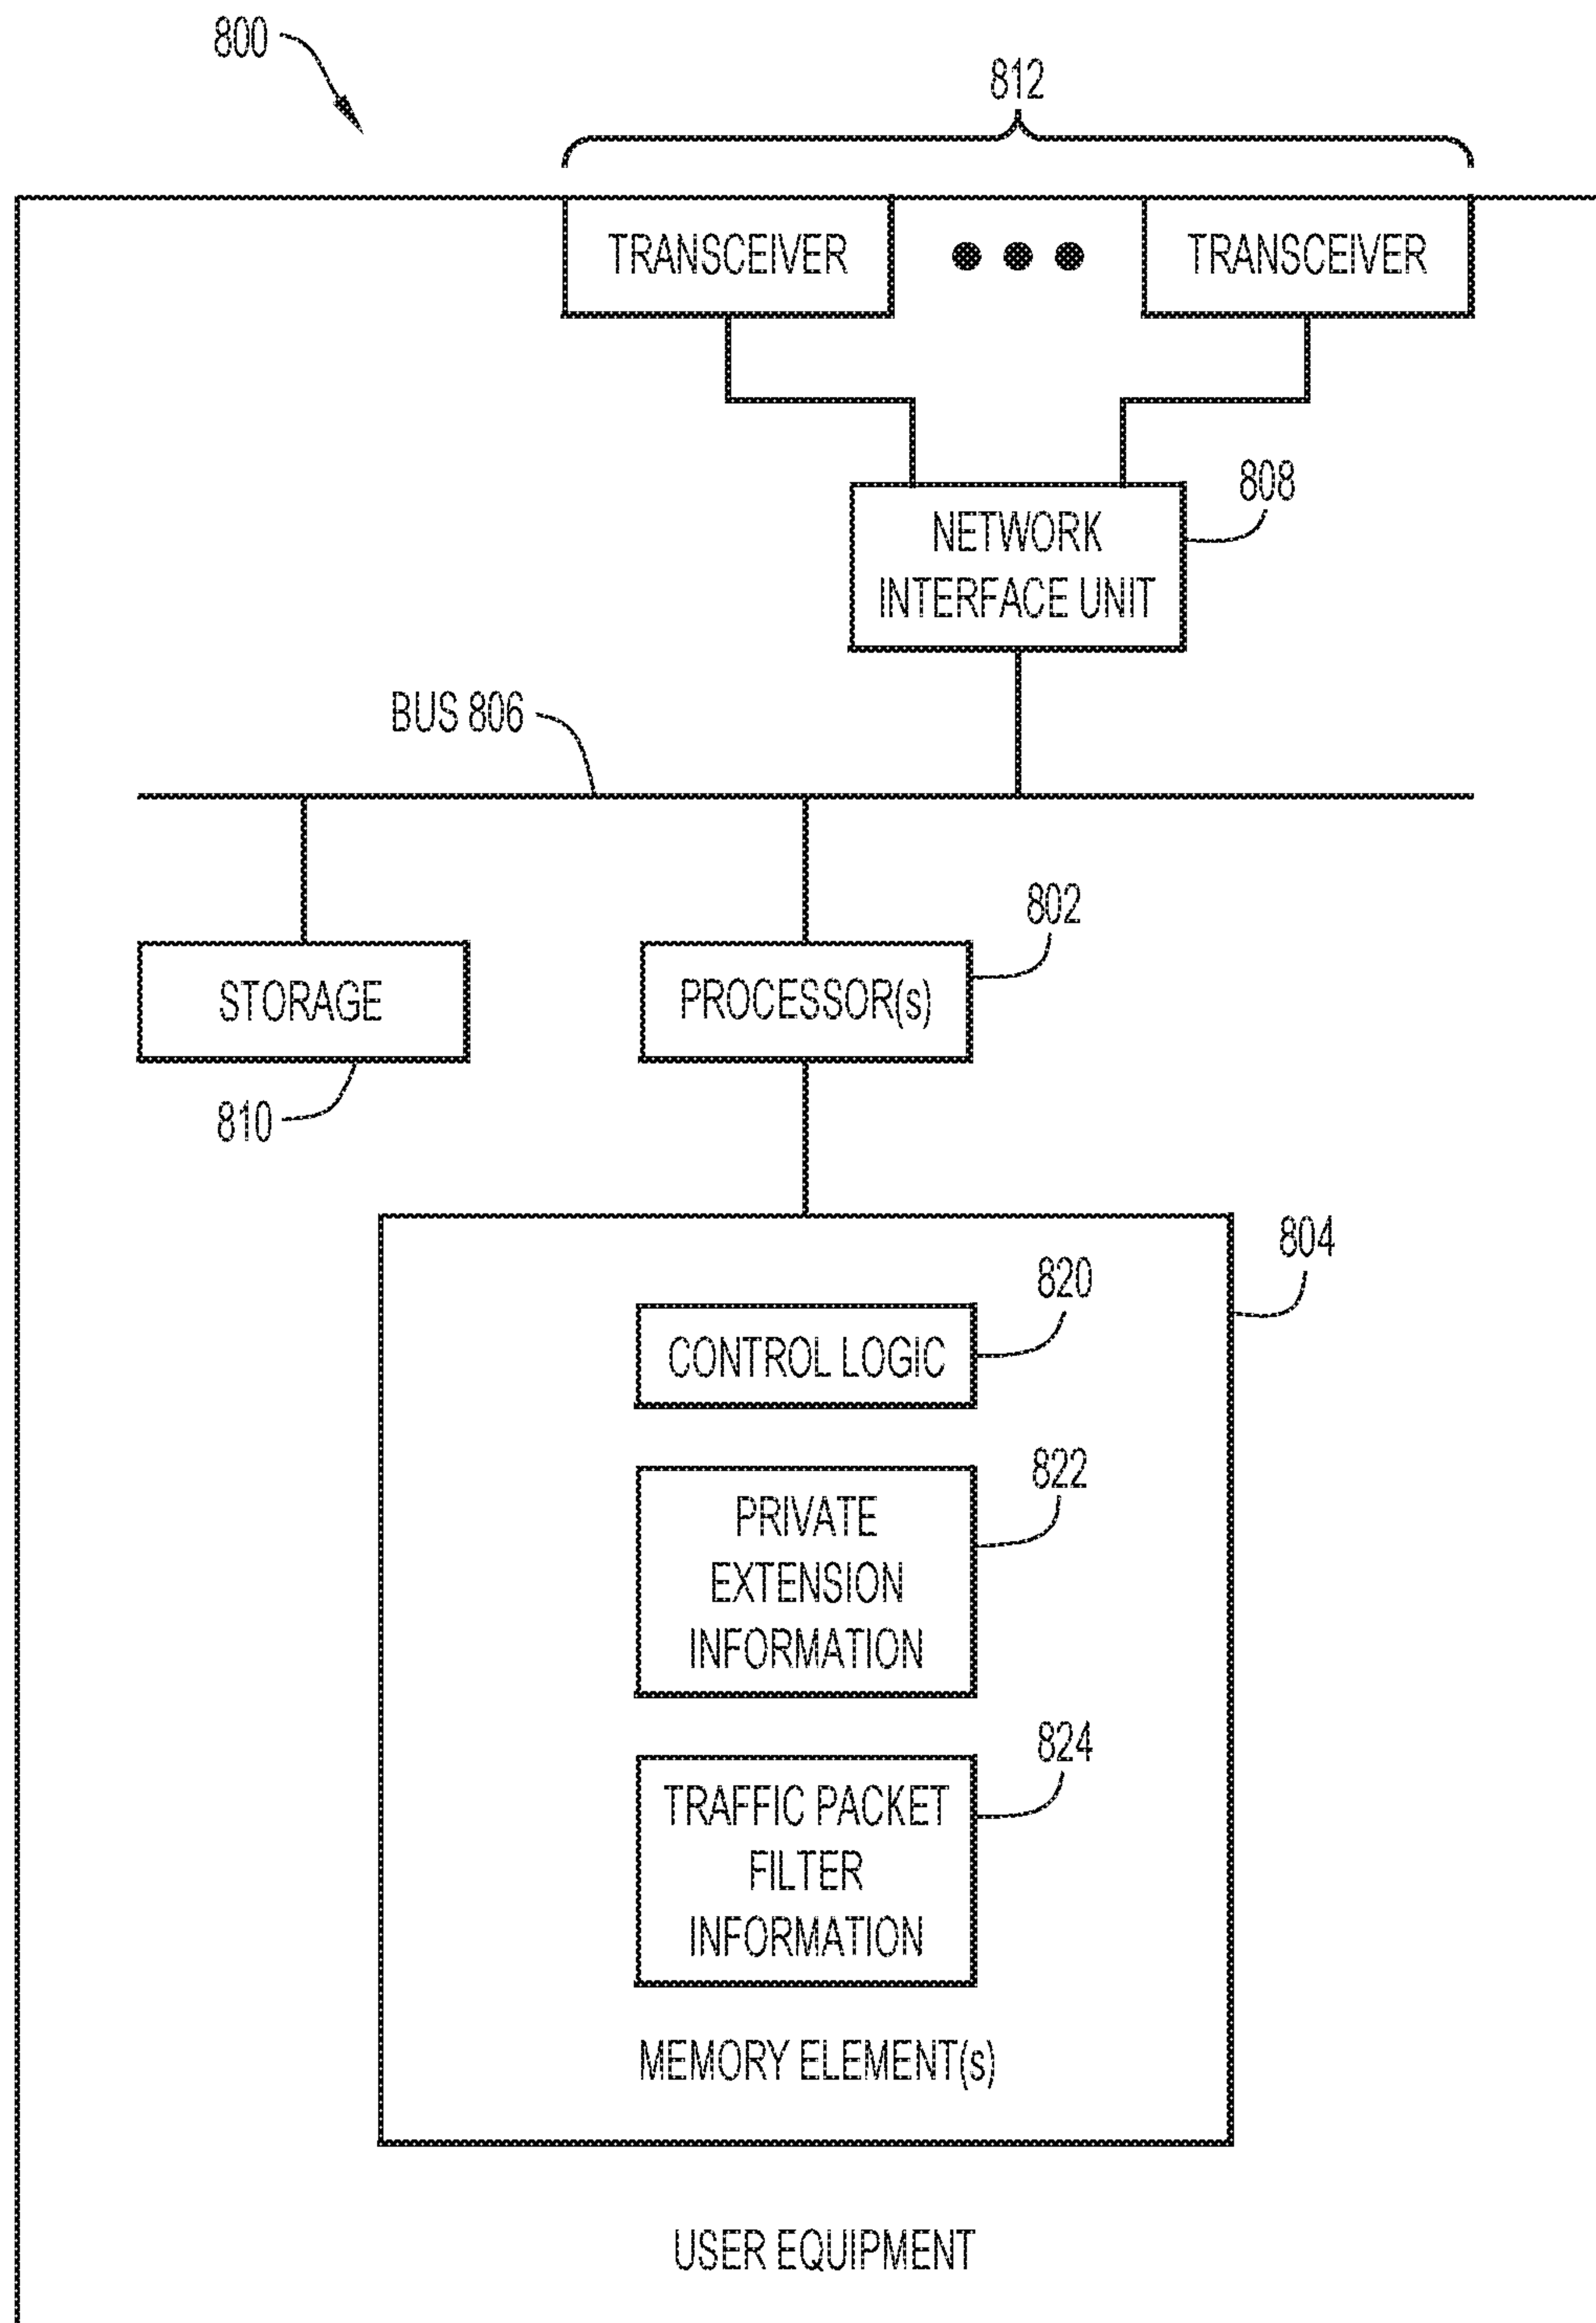 800
812
TRANSCEIVER
TRANSCEIVER
808
NETWORK
INTERFACE UNIT
BUS 806
802
STORAGE
PROCESSOR(s)
810
804
820
CONTROL LOGIC
822
PRIVATE
EXTENSION
INFORMATION
824
TRAFFIC PACKET
FILTER
INFORMATION
MEMORY ELEMENT(s)
USER EQUIPMENT